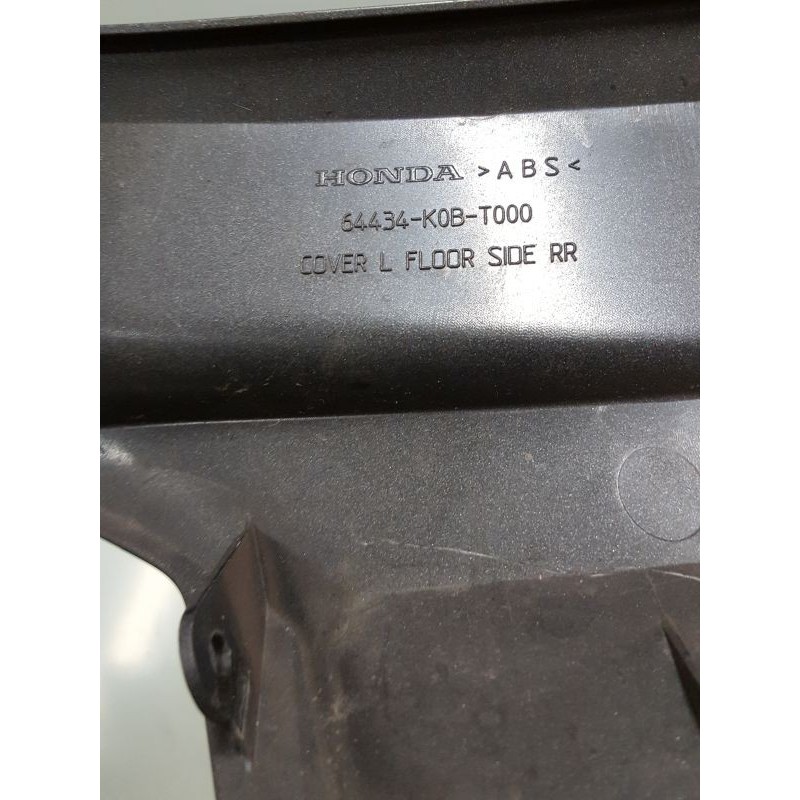 HONDA >ABS<
64434-K0B-T000
COVER L FLOOR SIDE RR